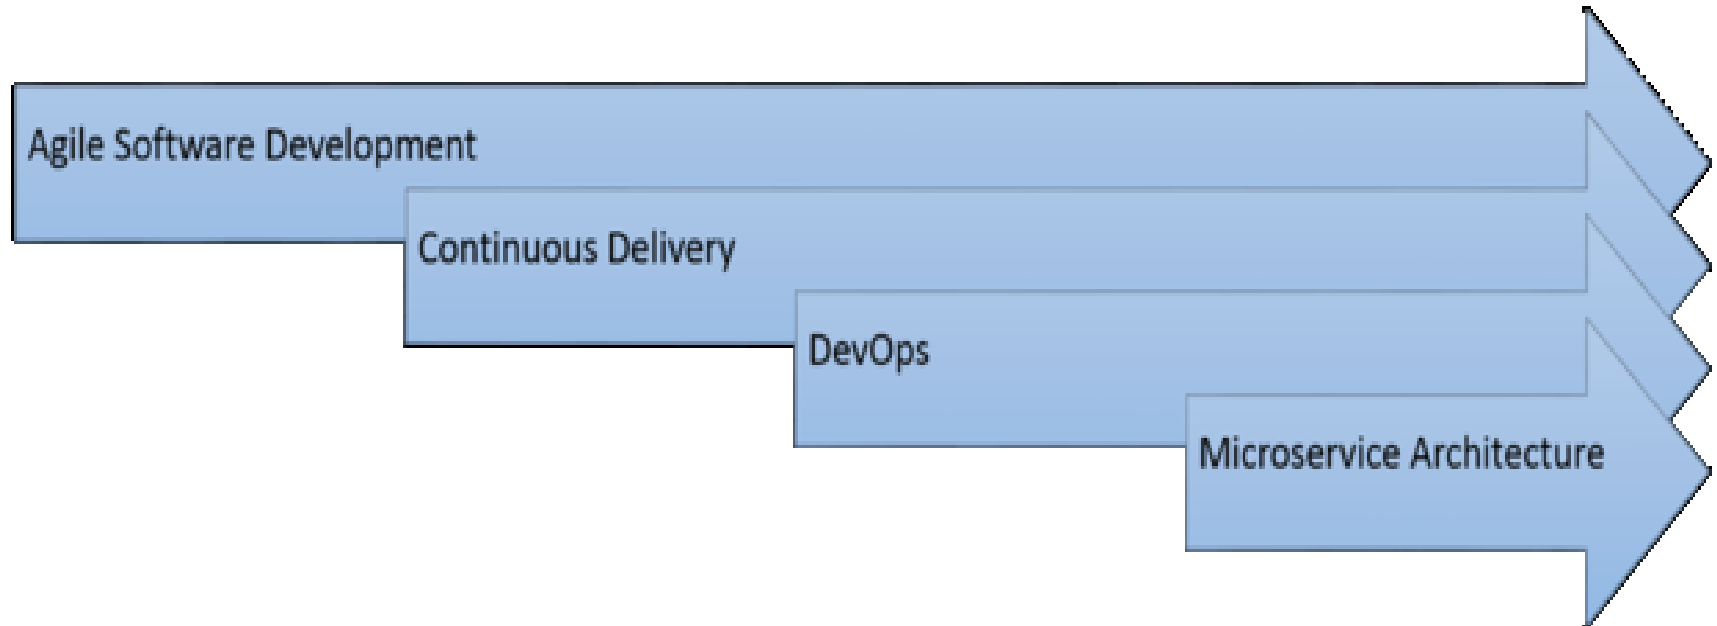 Agile Software Development
Continuous Delivery
DevOps
Microservice Architecture